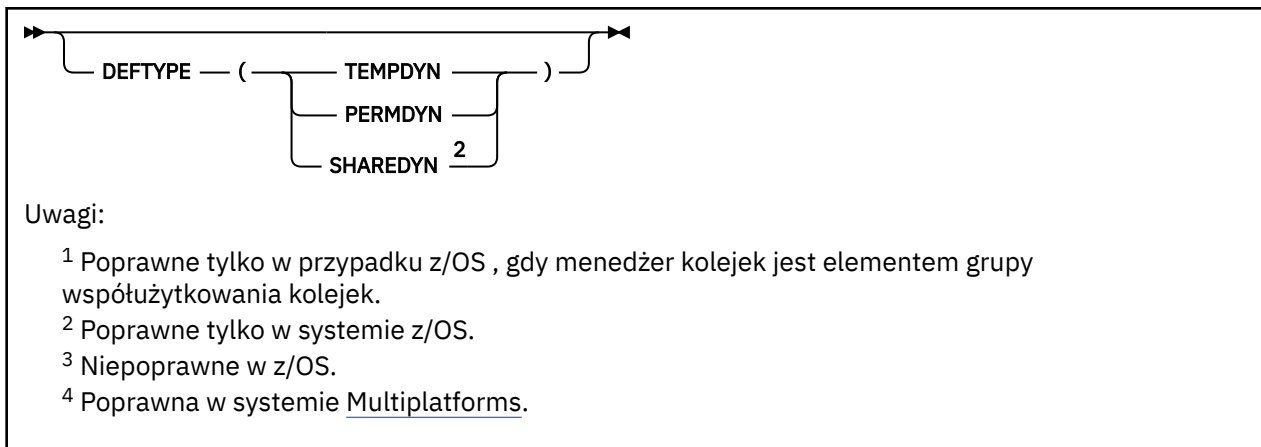 DEFTYPE ( TEMPDYN )
PERMDYN
SHAREDYN 2
Uwagi:
1 Poprawne tylko w przypadku z/OS , gdy menedżer kolejek jest elementem grupy
współużytkowania kolejek.
2 Poprawne tylko w systemie z/OS.
3 Niepoprawne w z/OS.
4 Poprawna w systemie Multiplatforms.